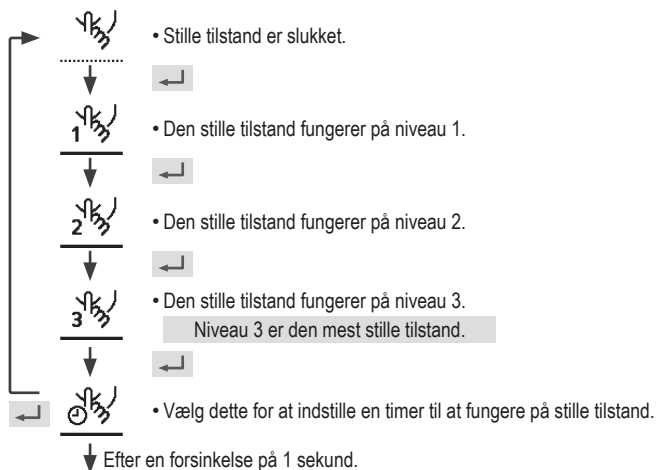 • Stille tilstand er slukket.
1
• Den stille tilstand fungerer på niveau 1.
2
• Den stille tilstand fungerer på niveau 2.
3
• Den stille tilstand fungerer på niveau 3.
Niveau 3 er den mest stille tilstand.
• Vælg dette for at indstille en timer til at fungere på stille tilstand.
Efter en forsinkelse på 1 sekund.